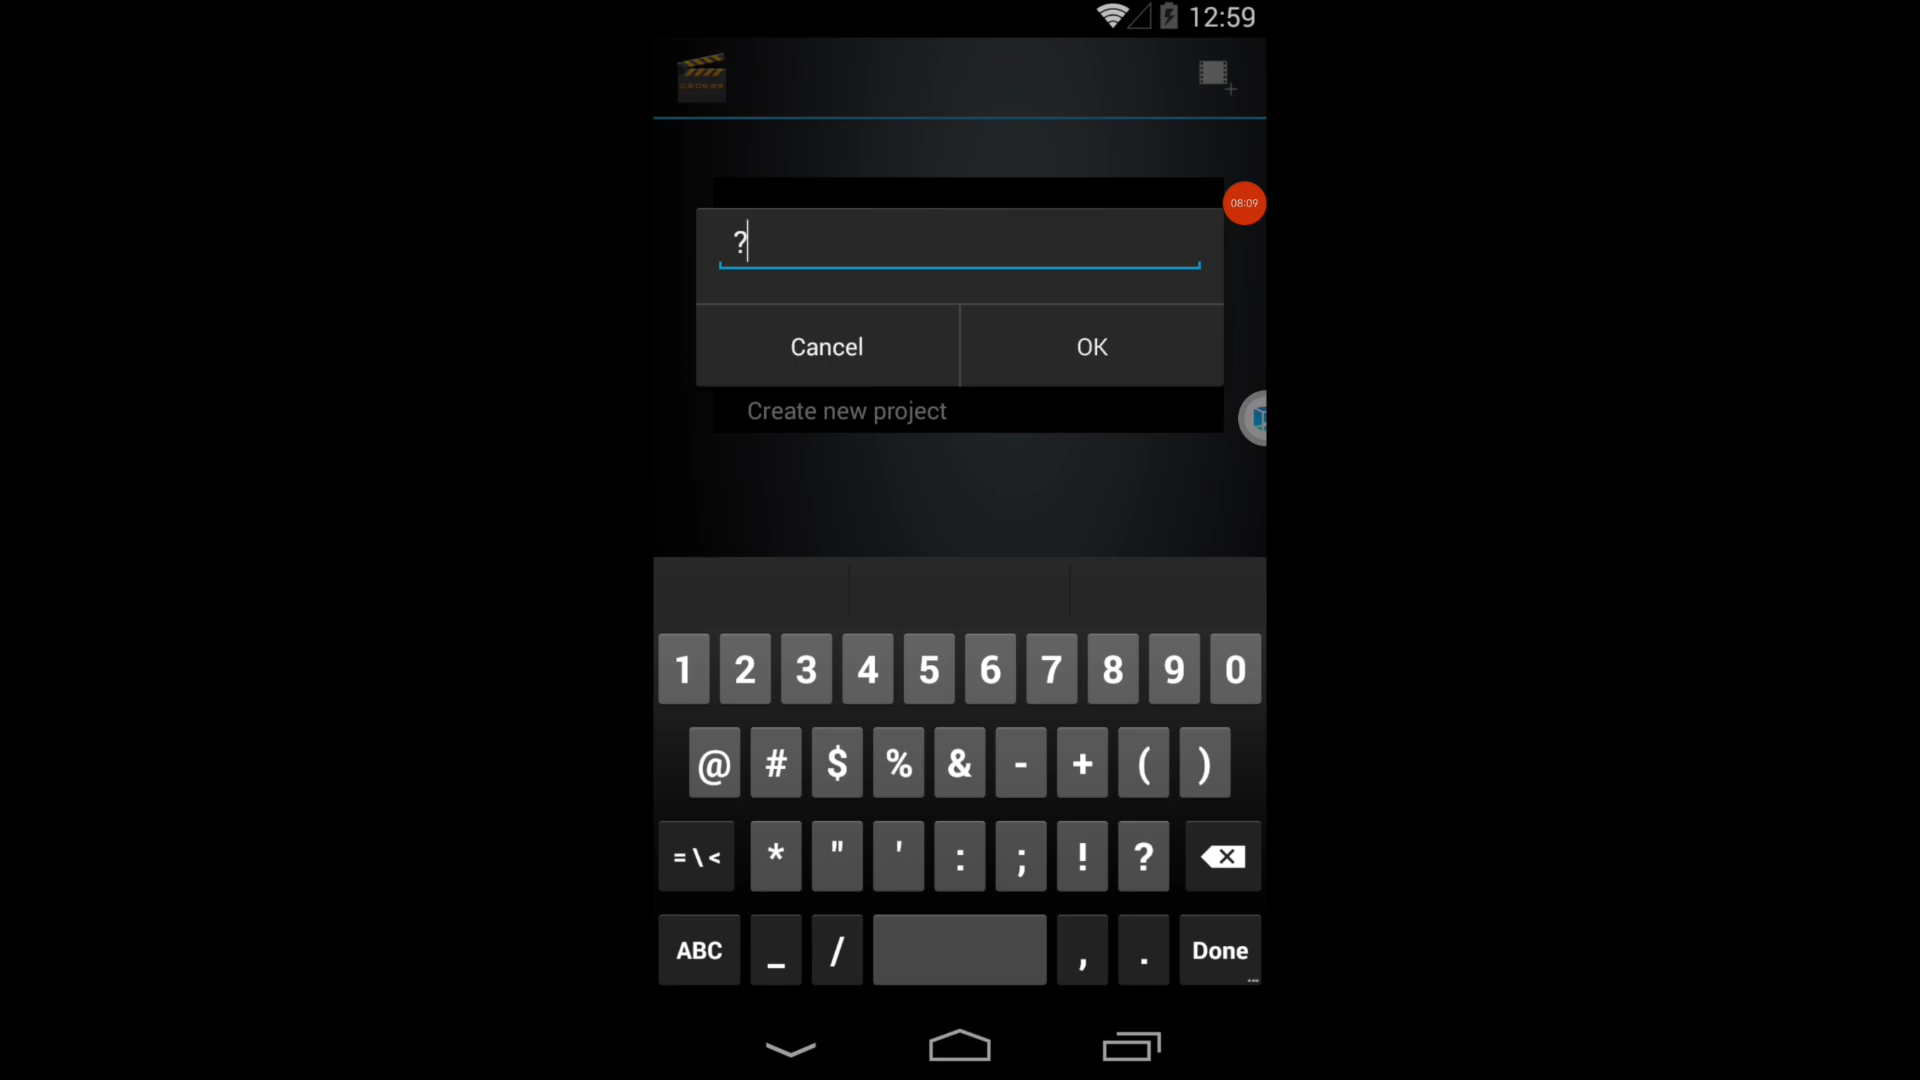 12:59
08:09
?
Cancel OK
Create new project
1 2 3 4 5 6 7 8 9 0
@ # $ % & - + ( )
= \ < * " ' : ; ! ?
ABC _ / , . Done